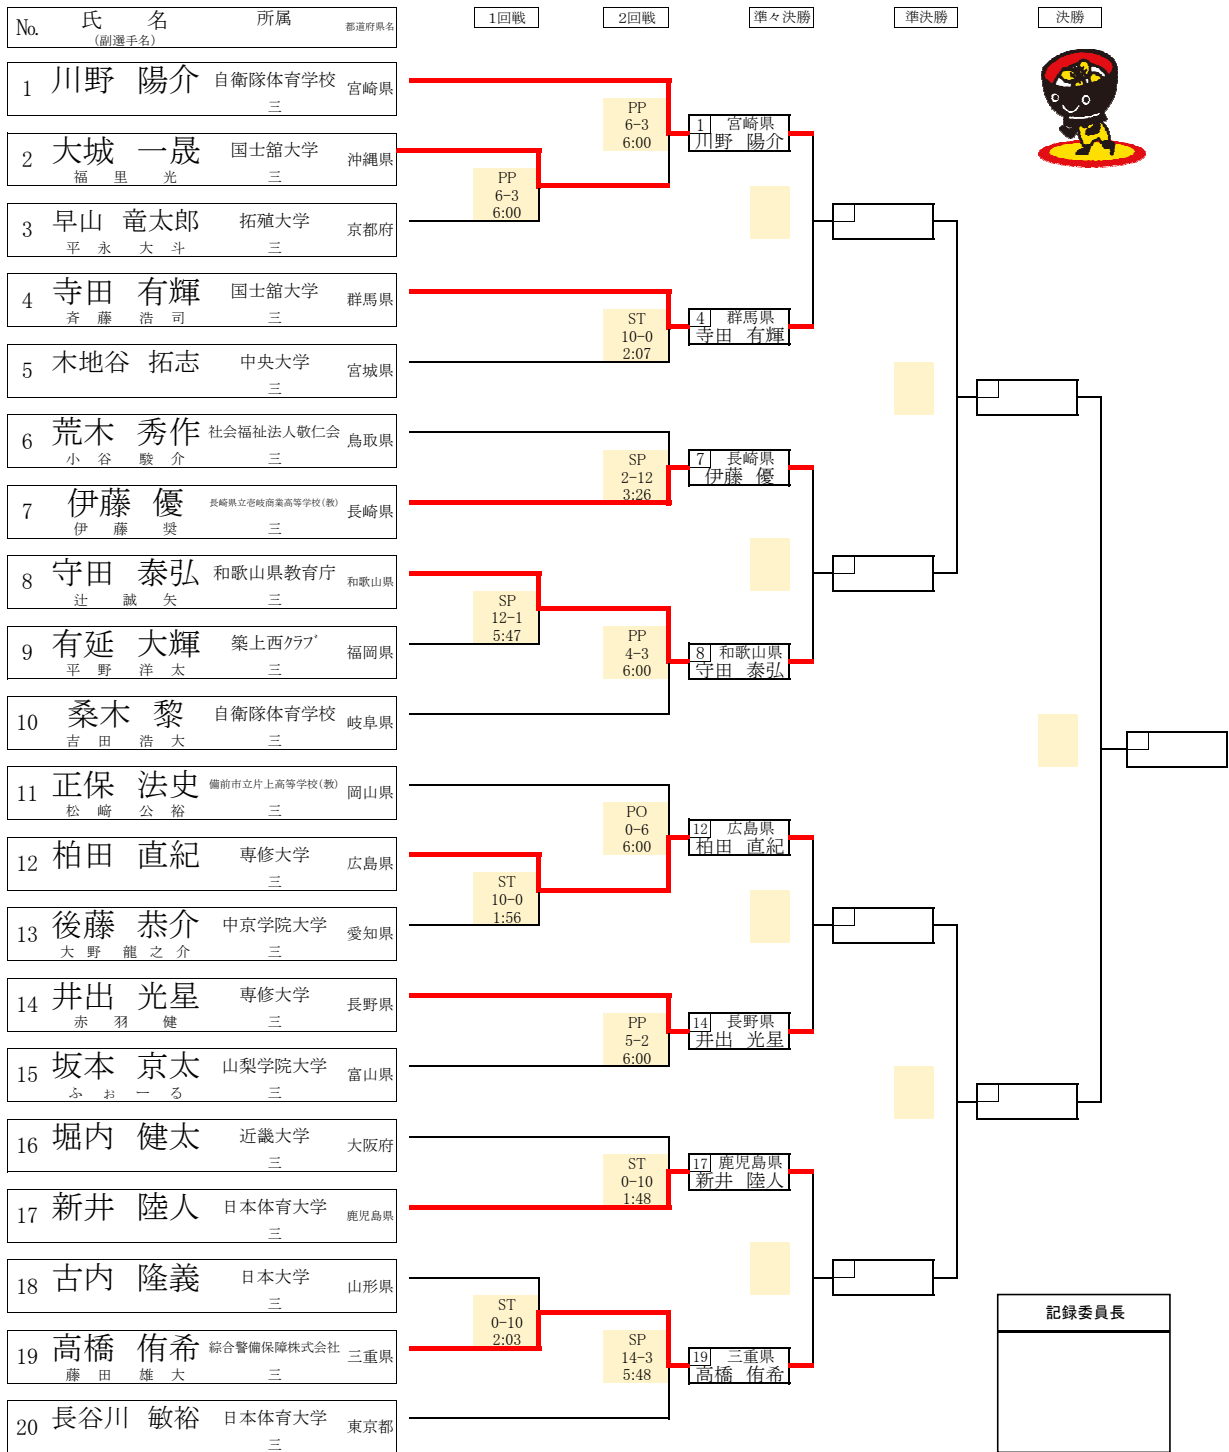 No. 氏 名 所属 都道府県名 1回戦 2回戦 準々決勝 準決勝 決勝
(副選手名)
1 川野 陽介 自衛隊体育学校 宮崎県
三
2 大城 一晟 国士舘大学 沖縄県
福里 光 三
3 早山 竜太郎 拓殖大学 京都府
平永 大斗 三
4 寺田 有輝 国士舘大学 群馬県
斉藤 浩司 三
5 木地谷 拓志 中央大学 宮城県
三
6 荒木 秀作 社会福祉法人敬仁会 鳥取県
小谷 駿介 三
7 伊藤 優 長崎県立壱岐商業高等学校(教) 長崎県
伊藤 奨 三
8 守田 泰弘 和歌山県教育庁 和歌山県
辻 誠矢 三
9 有延 大輝 築上西クラブ 福岡県
平野 洋太 三
10 桑木 黎 自衛隊体育学校 岐阜県
吉田 浩大 三
11 正保 法史 備前市立片上高等学校(教) 岡山県
松﨑 公裕 三
12 柏田 直紀 専修大学 広島県
三
13 後藤 恭介 中京学院大学 愛知県
大野 龍之介 三
14 井出 光星 専修大学 長野県
赤羽 健 三
15 坂本 京太 山梨学院大学 富山県
ふぉーる 三
16 堀内 健太 近畿大学 大阪府
三
17 新井 陸人 日本体育大学 鹿児島県
三
18 古内 隆義 日本大学 山形県
三
19 高橋 侑希 綜合警備保障株式会社 三重県
藤田 雄大 三
20 長谷川 敏裕 日本体育大学 東京都
三
PP
6-3
6:00
SP
12-1
5:47
ST
10-0
1:56
ST
0-10
2:03
PP
6-3
6:00
ST
10-0
2:07
SP
2-12
3:26
PP
4-3
6:00
PO
0-6
6:00
PP
5-2
6:00
ST
0-10
1:48
SP
14-3
5:48
1 宮崎県
川野 陽介
4 群馬県
寺田 有輝
7 長崎県
伊藤 優
8 和歌山県
守田 泰弘
12 広島県
柏田 直紀
14 長野県
井出 光星
17 鹿児島県
新井 陸人
19 三重県
高橋 侑希
記録委員長